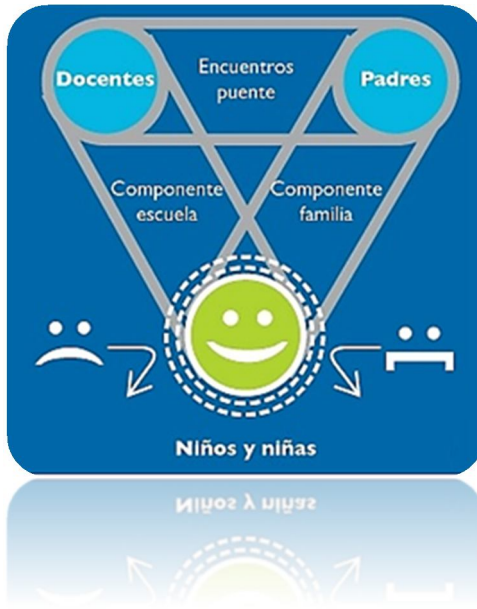 Docentes
Encuentros
puente
Padres
Componente
escuela
Componente
familia
Niños y niñas